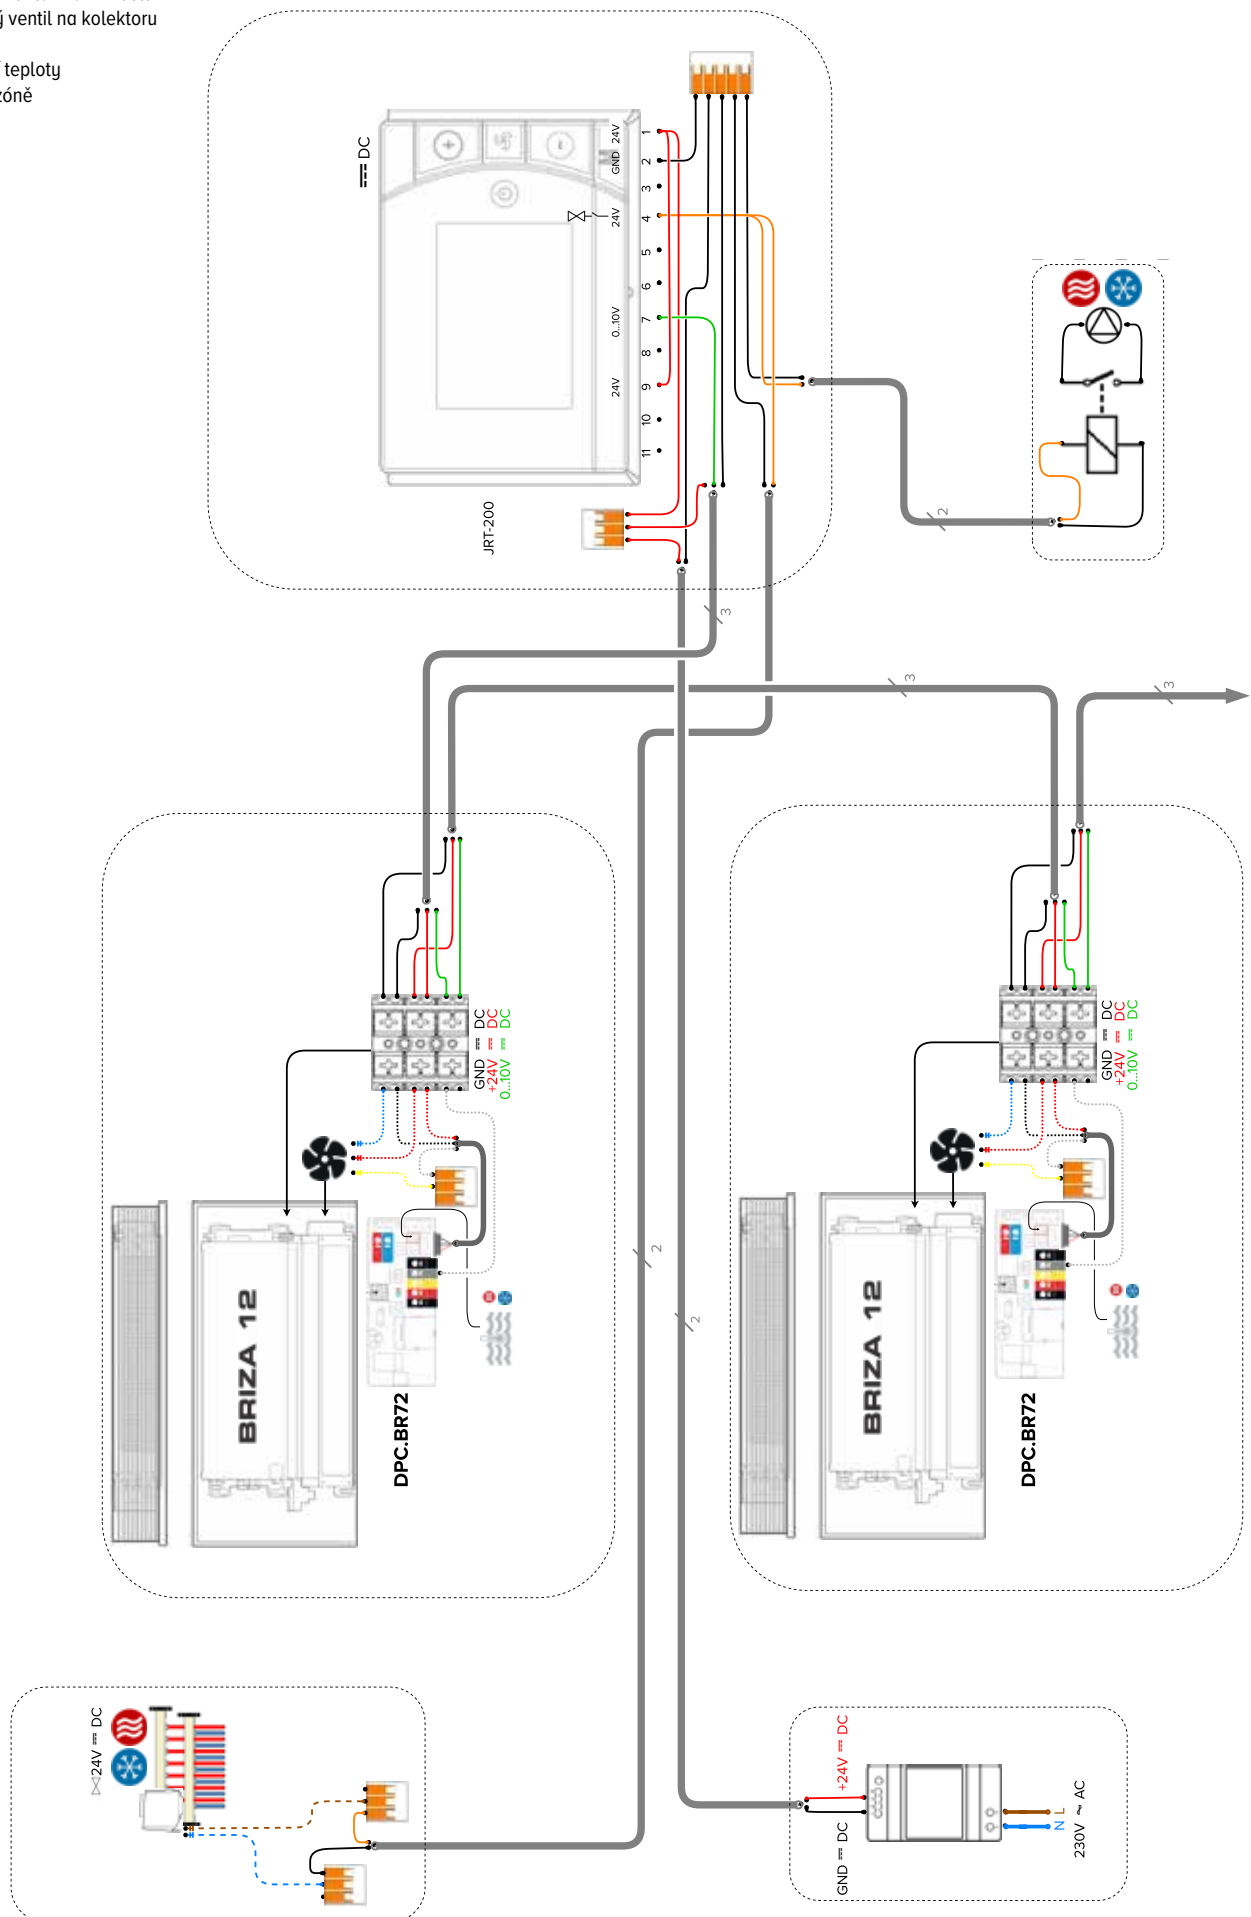 ý ventil na kolektoru
í teploty
zóně
DC
1 24V
2 GND
3
4 24V
5
6
7 0...10V
8
9 24V
10
11
JRT-200
2
3
3
3
GND DC
+24V DC
0...10V DC
GND DC
+24V DC
0...10V DC
BRIZA 12
DPC.BR72
BRIZA 12
DPC.BR72
2
2
24V DC
+24V DC
GND DC
L
N
230V ~ AC